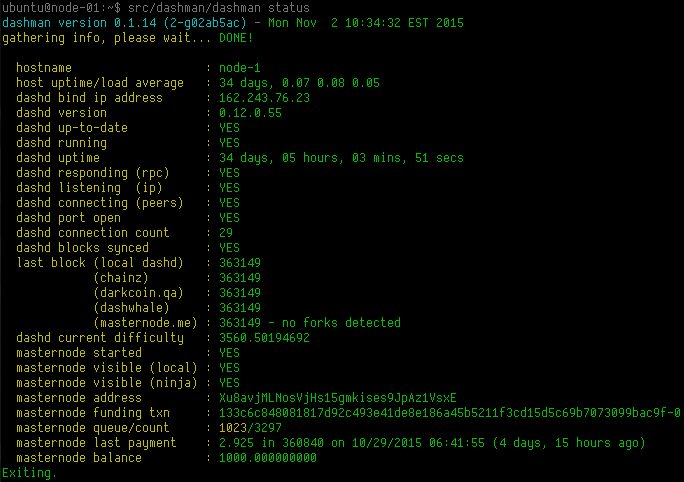 ubuntu@node-01:~$ src/dashman/dashman status
dashman version 0.1.14 (2-g02ab5ac) - Mon Nov  2 10:34:32 EST 2015
gathering info, please wait... DONE!
hostname : node-1
host uptime/load average : 34 days, 0.07 0.08 0.05
dashd bind ip address : 162.243.76.23
dashd version : 0.12.0.55
dashd up-to-date : YES
dashd running : YES
dashd uptime : 34 days, 05 hours, 03 mins, 51 secs
dashd responding (rpc) : YES
dashd listening  (ip) : YES
dashd connecting (peers) : YES
dashd port open : YES
dashd connection count : 29
dashd blocks synced : YES
last block (local dashd) : 363149
(chainz) : 363149
(darkcoin.qa) : 363149
(dashwhale) : 363149
(masternode.me) : 363149 - no forks detected
dashd current difficulty : 3560.50194692
masternode started : YES
masternode visible (local) : YES
masternode visible (ninja) : YES
masternode address : Xu8avjMLNosVjHs15gmkises9JpAz1VsxE
masternode funding txn : 133c6c848081817d92c493e41de8e186a45b5211f3cd15d5c69b7073099bac9f-0
masternode queue/count : 1023/3297
masternode last payment : 2.925 in 360840 on 10/29/2015 06:41:55 (4 days, 15 hours ago)
masternode balance : 1000.000000000
Exiting.